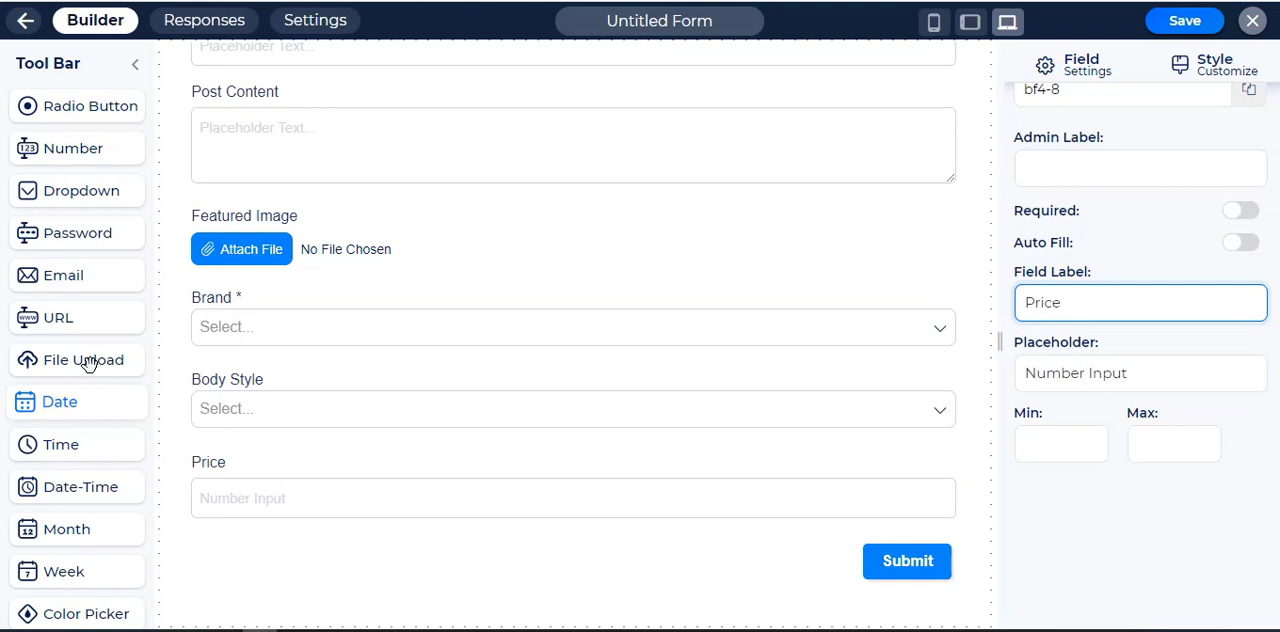 Builder
Responses
Settings
Untitled Form
Save
Tool Bar
Radio Button
Number
Dropdown
Password
Email
URL
File Upload
Date
Time
Date-Time
Month
Week
Color Picker
Placeholder Text...
Post Content
Placeholder Text...
Featured Image
Attach File No File Chosen
Brand *
Select...
Body Style
Select...
Price
Number Input
Submit
Field
Settings
Style
Customize
bf4-8
Admin Label:
Required:
Auto Fill:
Field Label:
Price
Placeholder:
Number Input
Min: Max: